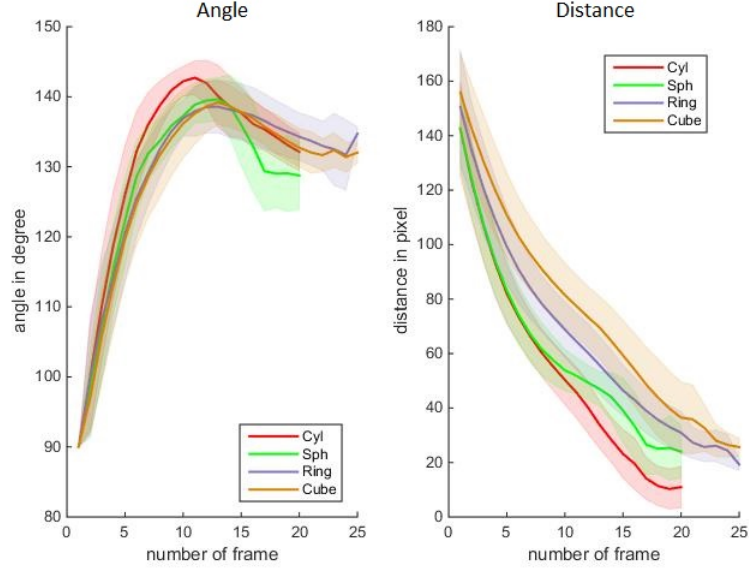 Angle
150
140
130
120
110
100
90
80
0
5
10
15
20
25
angle in degree
number of frame
Cyl
Sph
Ring
Cube
Distance
180
160
140
120
100
80
60
40
20
0
0
5
10
15
20
25
distance in pixel
number of frame
Cyl
Sph
Ring
Cube